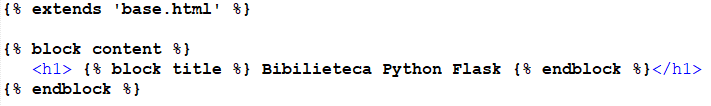 {% extends 'base.html' %}
{% block content %}
<h1> {% block title %} Bibilieteca Python Flask {% endblock %}</h1>
{% endblock %}